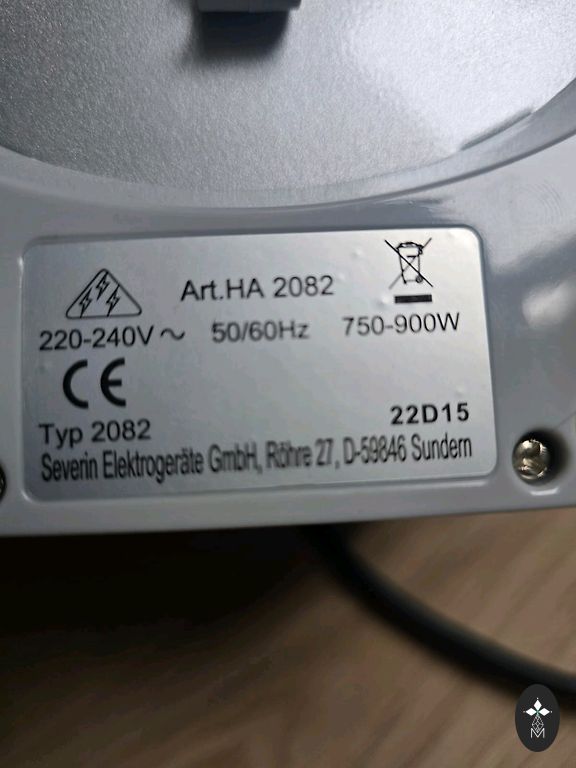 Art.HA 2082
220-240V~ 50/60Hz 750-900W
CE
22D15
Typ 2082
Severin Elektrogeräte GmbH, Röhre 27, D-59846 Sundern
M